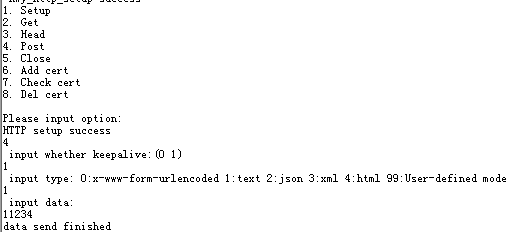 1. Setup
2. Get
3. Head
4. Post
5. Close
6. Add cert
7. Check cert
8. Del cert
Please input option:
HTTP setup success
4
input whether keepalive:(0 1)
1
input type: 0:x-www-form-urlencoded 1:text 2:json 3:xml 4:html 99:User-defined mode
1
input data:
11234
data send finished